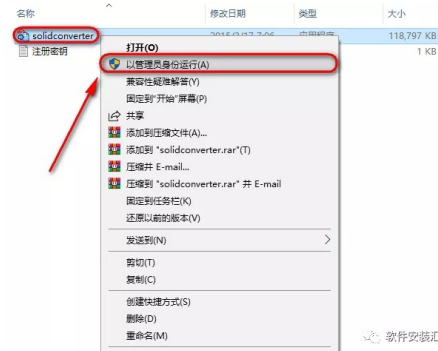 名称 修改日期 类型 大小
solidconverter 2015/3/17 7:06 应用程序 118,797 KB
注册密钥 1 KB
打开(O)
以管理员身份运行(A)
兼容性疑难解答(Y)
固定到"开始"屏幕(P)
共享
添加到压缩文件(A)...
添加到 "solidconverter.rar"(T)
压缩并 E-mail...
压缩到 "solidconverter.rar" 并 E-mail
固定到任务栏(K)
还原以前的版本(V)
发送到(N)
剪切(T)
复制(C)
创建快捷方式(S)
删除(D)
重命名(M)
软件安装汇